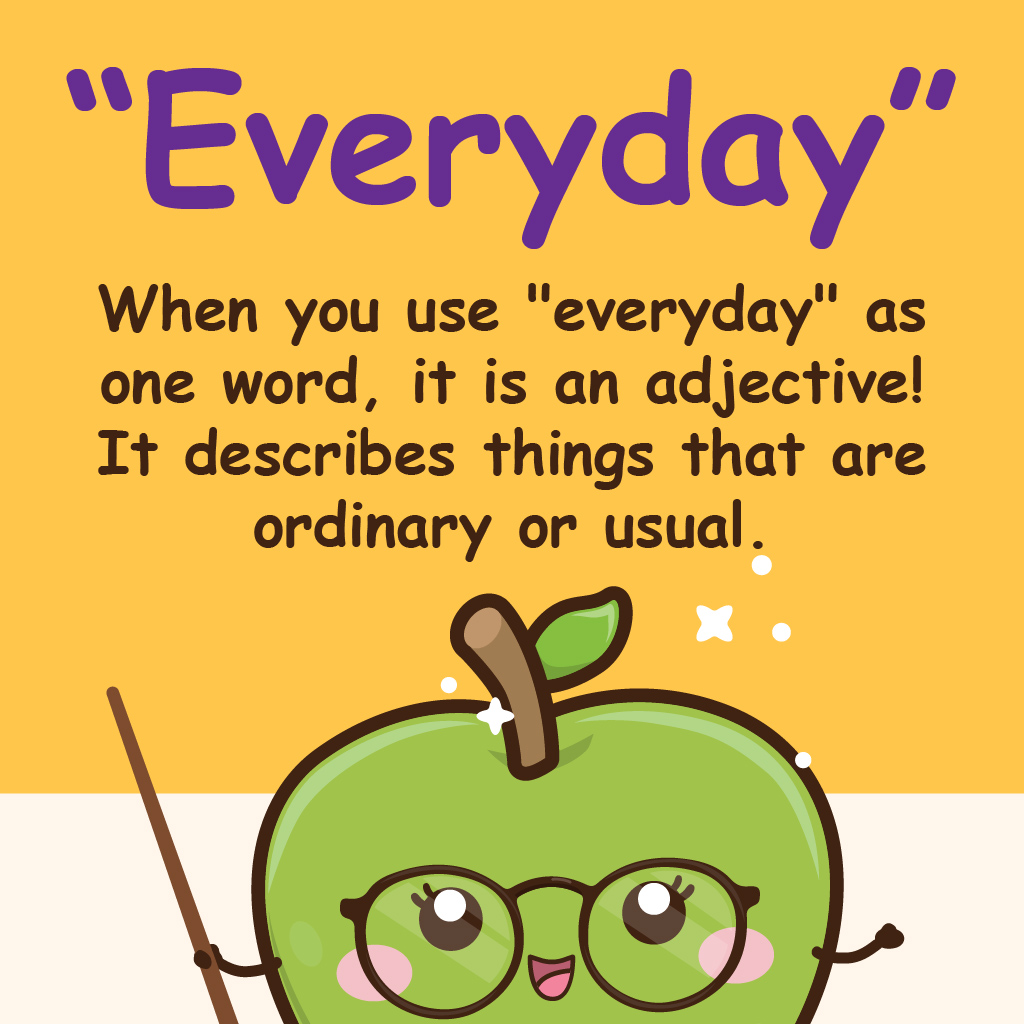 “Everyday”
When you use "everyday" as
one word, it is an adjective!
It describes things that are
ordinary or usual.